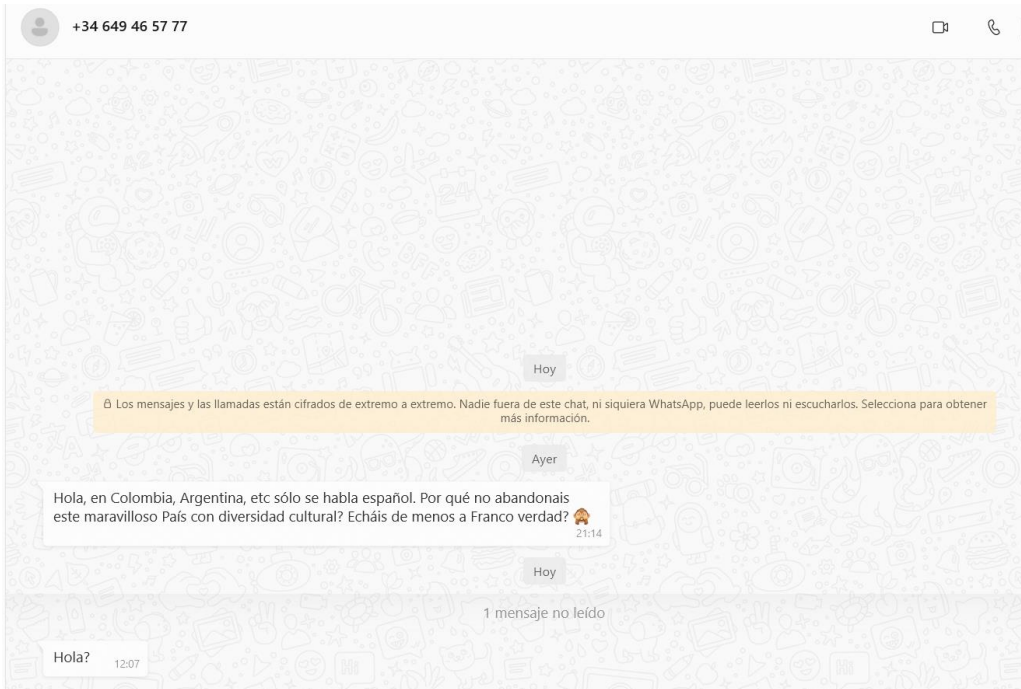 +34 649 46 57 77
Hoy
Los mensajes y las llamadas están cifrados de extremo a extremo. Nadie fuera de este chat, ni siquiera WhatsApp, puede leerlos ni escucharlos. Selecciona para obtener
más información.
Ayer
Hola, en Colombia, Argentina, etc sólo se habla español. Por qué no abandonais
este maravilloso País con diversidad cultural? Echáis de menos a Franco verdad? 🙈
21:14
Hoy
1 mensaje no leído
Hola? 12:07